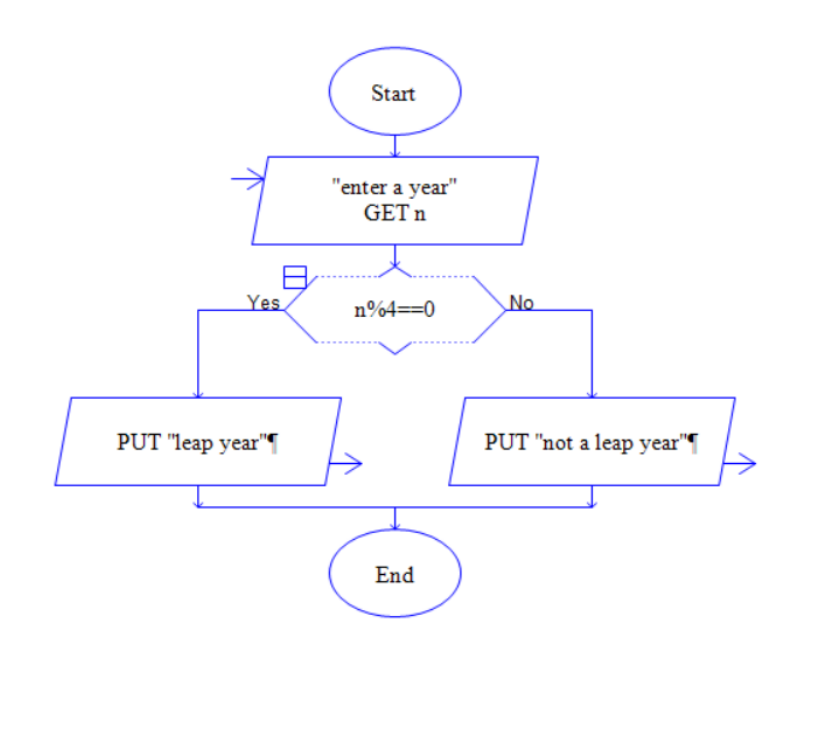 Start
"enter a year"
GET n
Yes
n%4==0
No
PUT "leap year"¶
PUT "not a leap year"¶
End